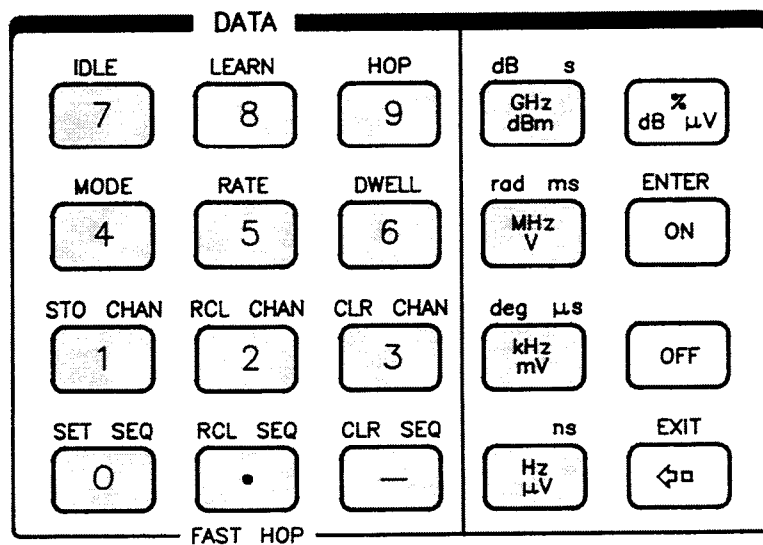 DATA
IDLE LEARN HOP dB s
7 8 9 GHz dBm % dB µV
MODE RATE DWELL rad ms ENTER
4 5 6 MHz V ON
STO CHAN RCL CHAN CLR CHAN deg µs
1 2 3 kHz mV OFF
SET SEQ RCL SEQ CLR SEQ ns EXIT
0 • — Hz µV
FAST HOP